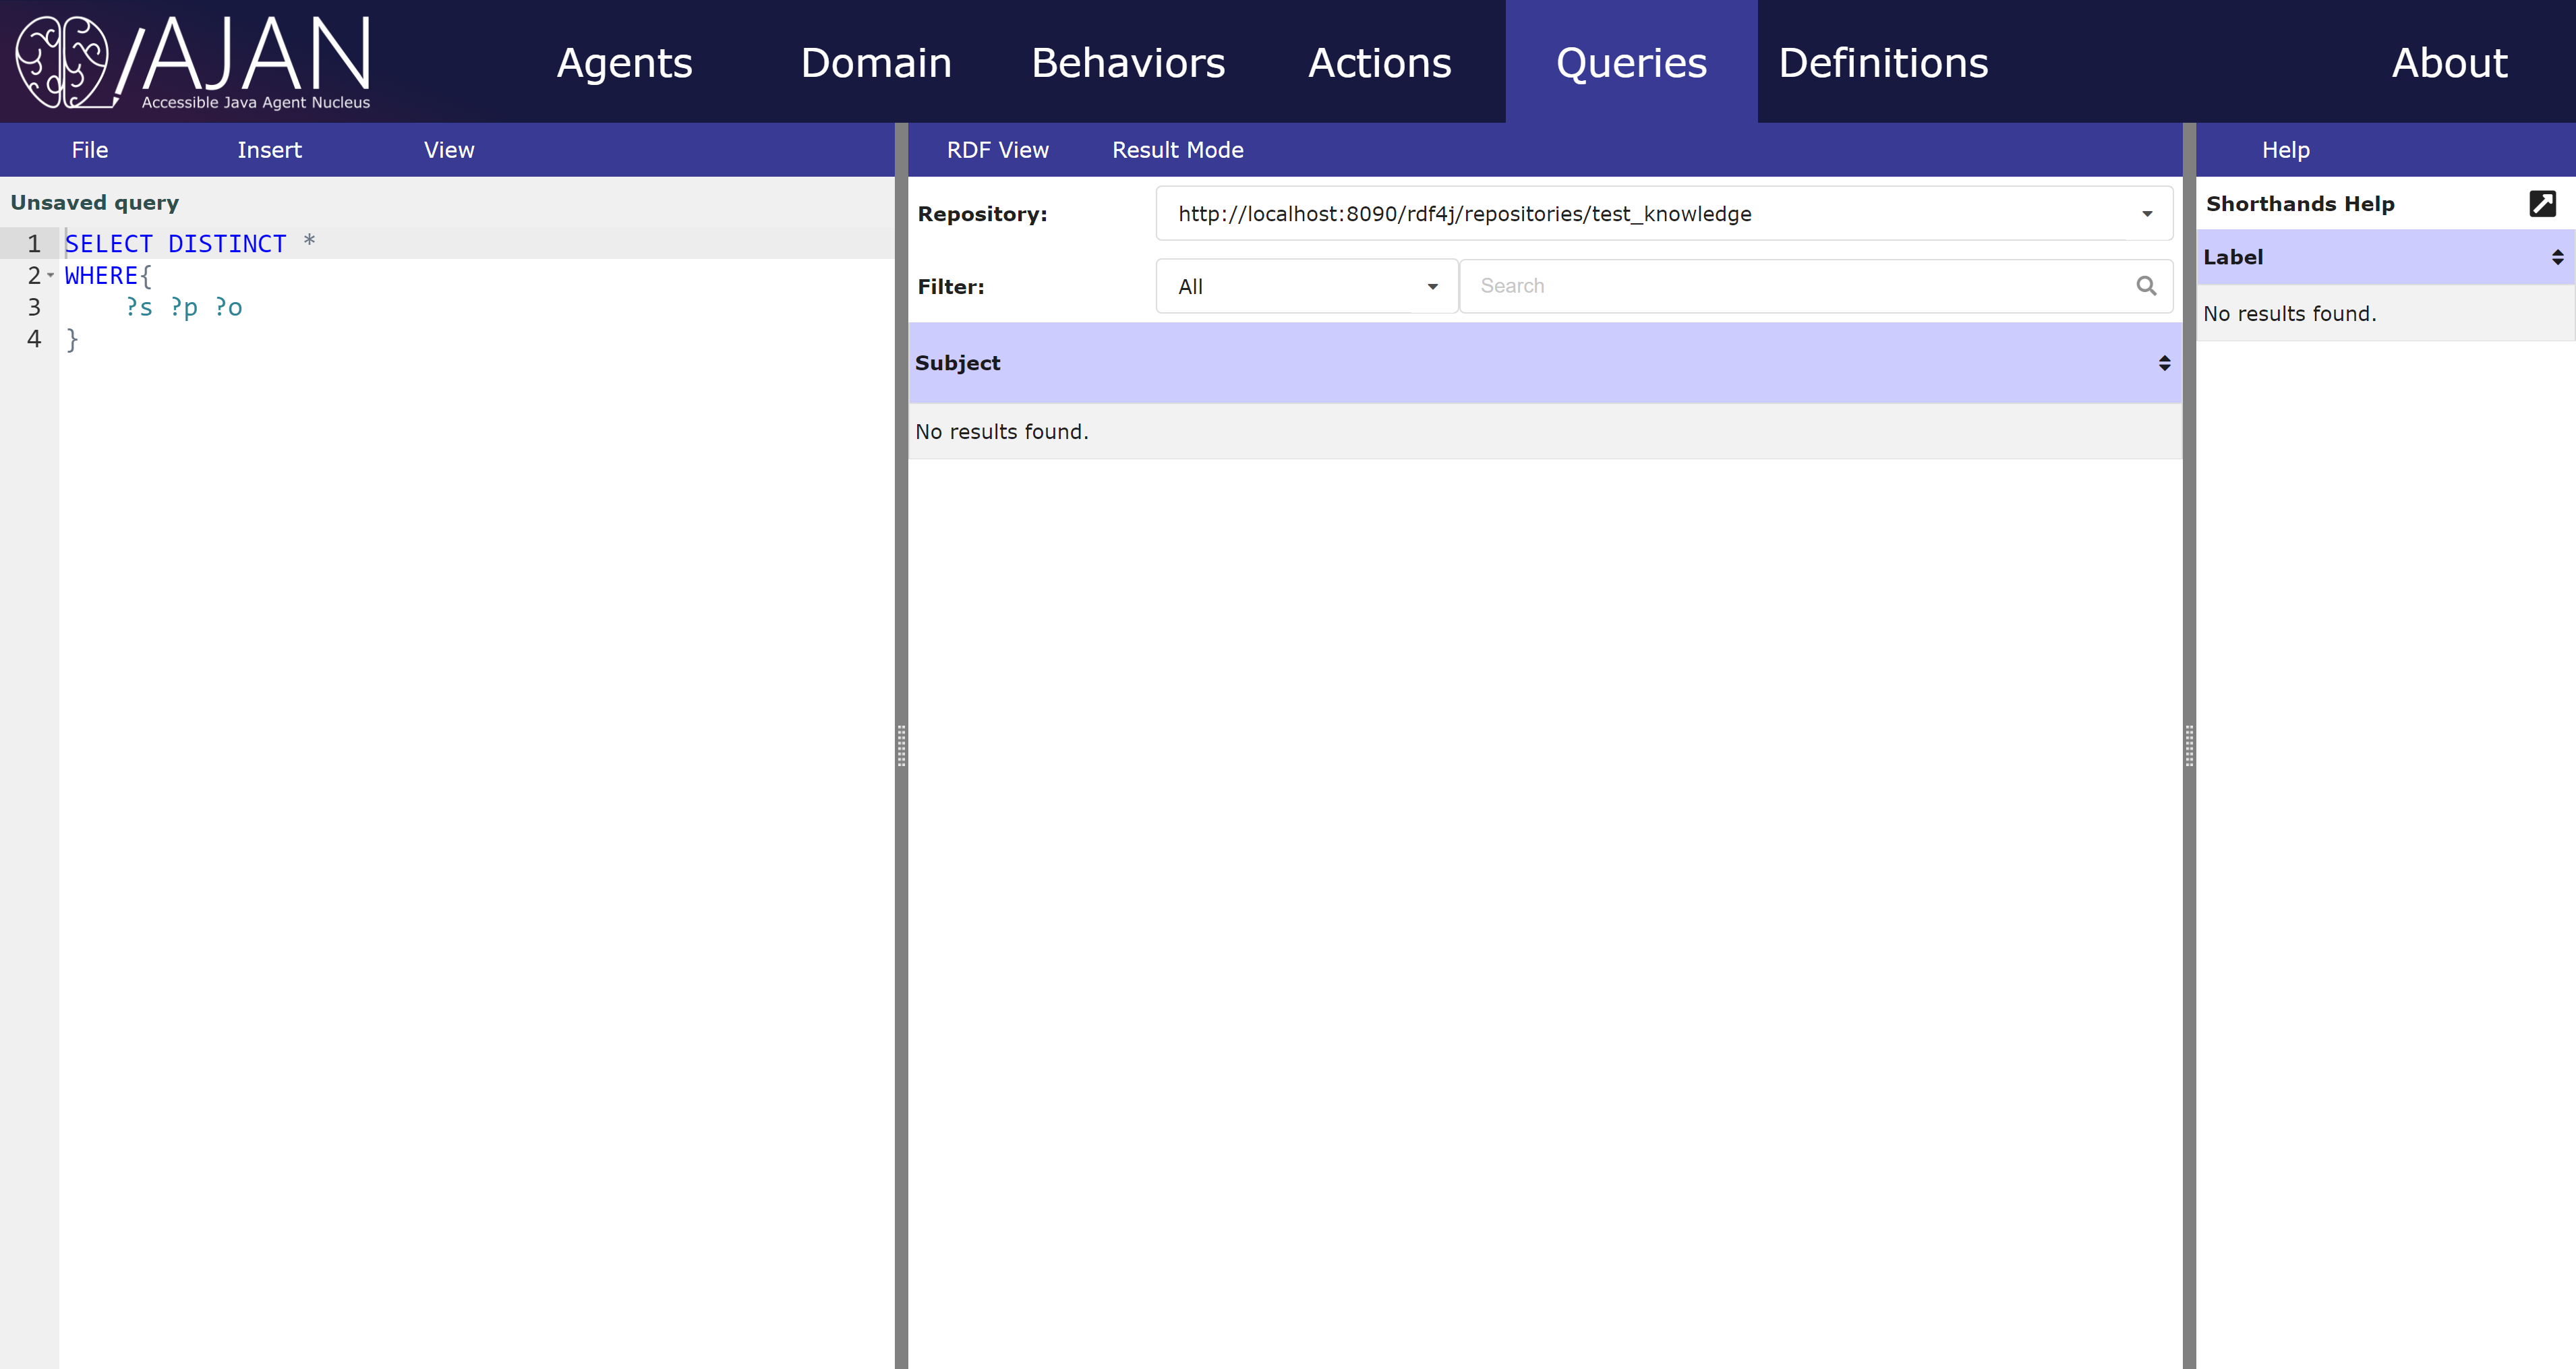 AJAN
Accessible Java Agent Nucleus
Agents Domain Behaviors Actions Queries Definitions About
File Insert View
Unsaved query
1 SELECT DISTINCT *
2 WHERE{
3 ?s ?p ?o
4 }
RDF View Result Mode
Repository: http://localhost:8090/rdf4j/repositories/test_knowledge
Filter: All Search
Subject
No results found.
Help
Shorthands Help
Label
No results found.